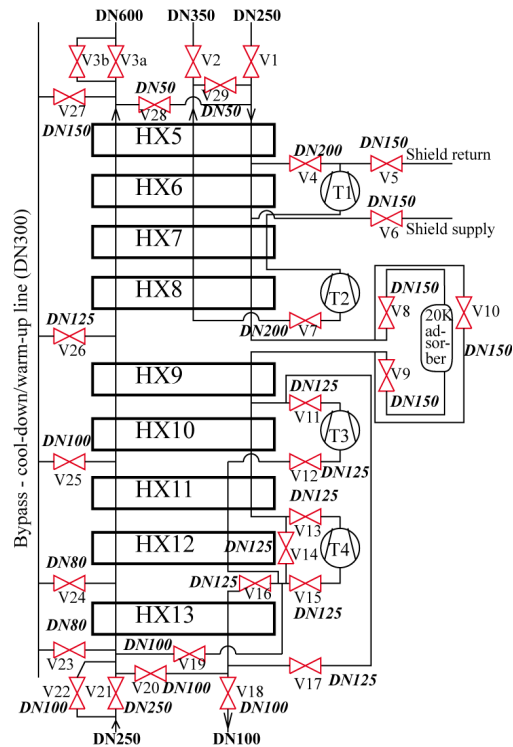 DN600
DN350
DN250
V3b
V3a
V2
V1
V27
DN150
DN50
V28
V29
DN50
HX5
DN200
V4
DN150
V5
Shield return
HX6
T1
DN150
V6
Shield supply
HX7
HX8
T2
DN200
V7
DN150
V8
20K
ad-
sorber
V10
DN150
V9
DN150
DN125
V26
Bypass - cool-down/warm-up line (DN300)
HX9
DN125
V11
HX10
T3
V12
DN125
DN100
V25
HX11
DN125
V13
HX12
DN125
V14
T4
DN80
V24
DN125
V16
V15
DN125
HX13
DN80
V23
DN100
V19
V22
DN100
V21
DN250
V20
DN100
V18
DN100
V17
DN125
DN250
DN100